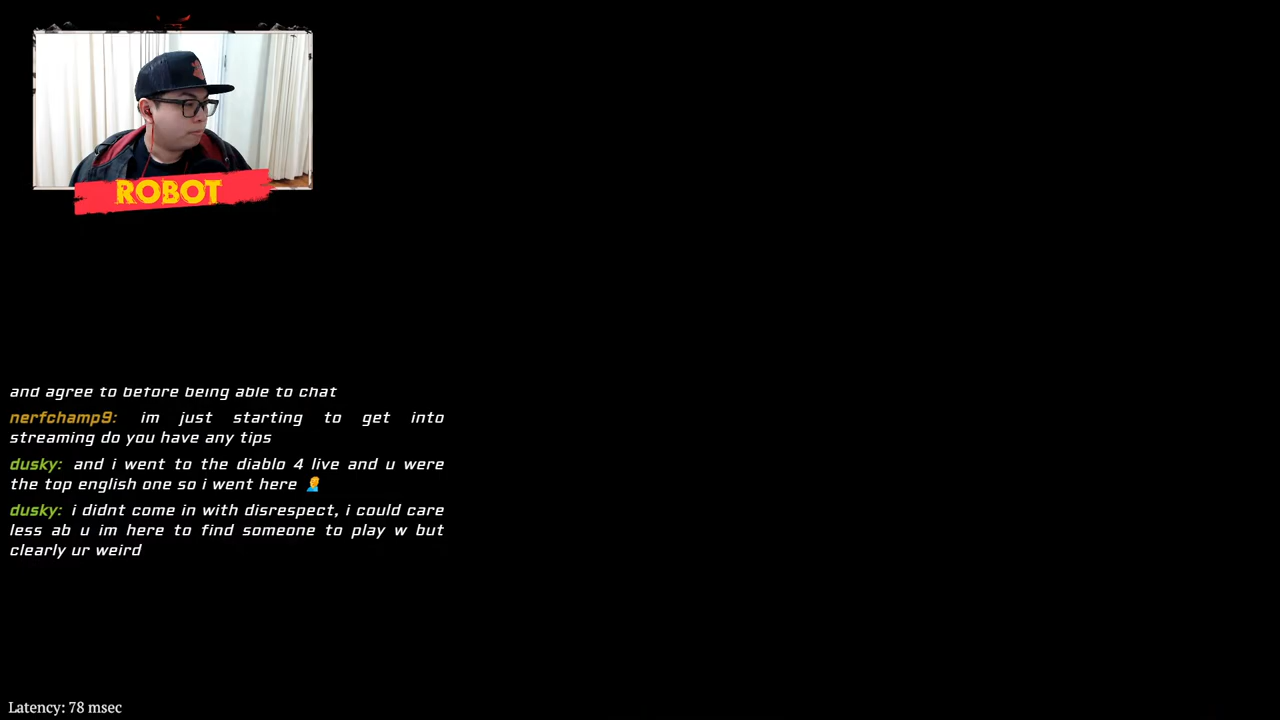 ROBOT
and agree to before being able to chat
nerfchamp9: im just starting to get into
streaming do you have any tips
dusky: and i went to the diablo 4 live and u were
the top english one so i went here 🤦
dusky: i didnt come in with disrespect, i could care
less ab u im here to find someone to play w but
clearly ur weird
Latency: 78 msec